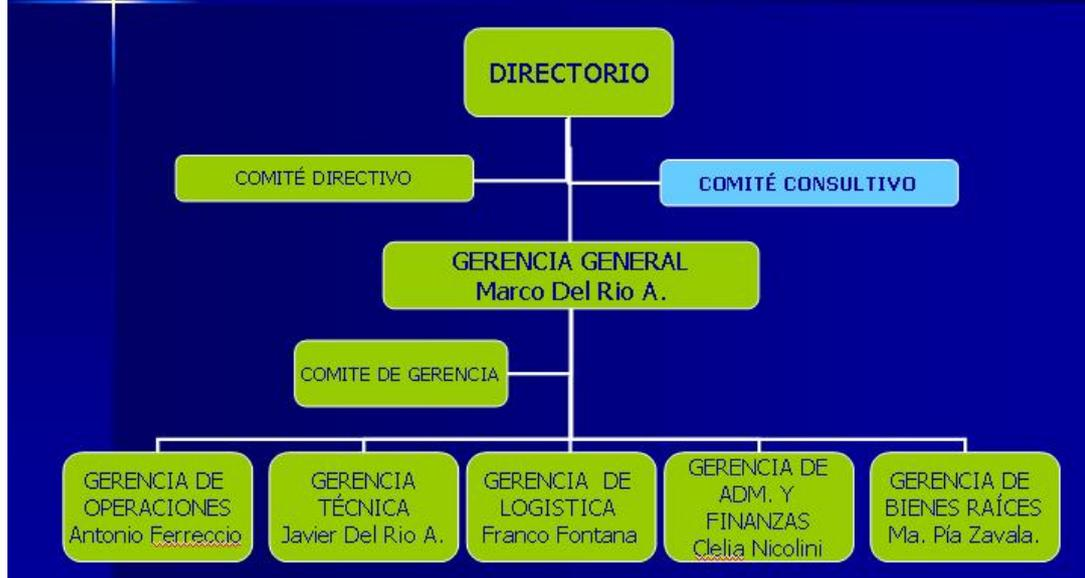 DIRECTORIO
COMITÉ DIRECTIVO
COMITÉ CONSULTIVO
GERENCIA GENERAL
Marco Del Rio A.
COMITE DE GERENCIA
GERENCIA DE
OPERACIONES
Antonio Ferreccio
GERENCIA
TÉCNICA
Javier Del Rio A.
GERENCIA DE
LOGISTICA
Franco Fontana
GERENCIA DE
ADM. Y
FINANZAS
Clelia Nicolini
GERENCIA DE
BIENES RAÍCES
Ma. Pía Zavala.